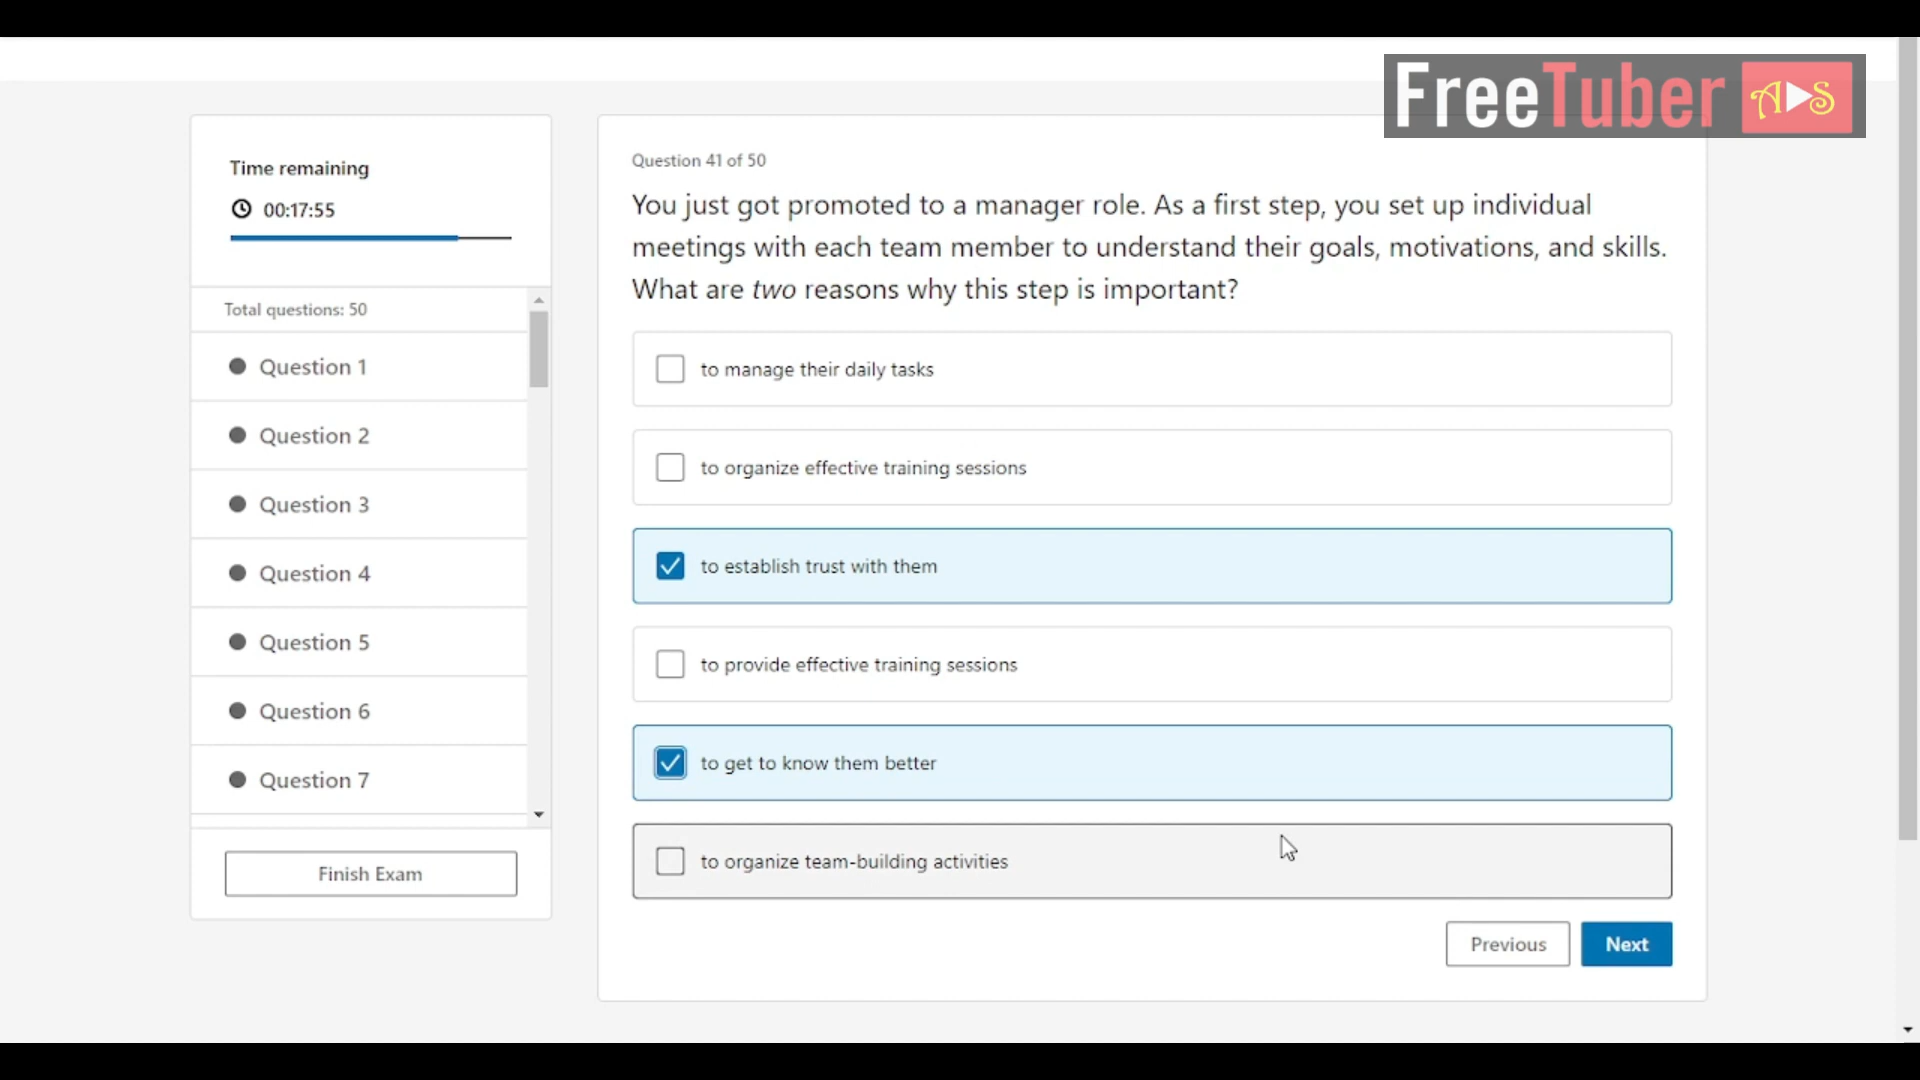 FreeTuber A S
Time remaining
00:17:55
Total questions: 50
Question 1
Question 2
Question 3
Question 4
Question 5
Question 6
Question 7
Finish Exam
Question 41 of 50
You just got promoted to a manager role. As a first step, you set up individual
meetings with each team member to understand their goals, motivations, and skills.
What are two reasons why this step is important?
to manage their daily tasks
to organize effective training sessions
to establish trust with them
to provide effective training sessions
to get to know them better
to organize team-building activities
Previous
Next